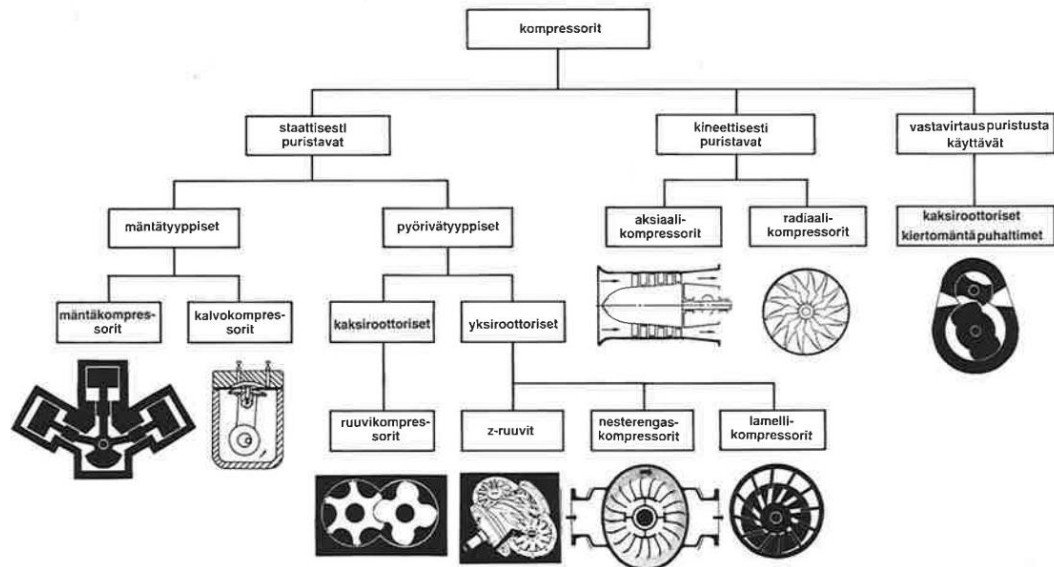 kompressorit
staattisesti
puristavat
kineettisesti
puristavat
vastavirtauspuristusta
käyttävät
mäntätyyppiset
pyörivätyyppiset
aksiaali-
kompressorit
radiaali-
kompressorit
kaksiroottoriset
kiertomäntäpuhaltimet
mäntäkompres-
sorit
kalvokompres-
sorit
kaksiroottoriset
yksiroottoriset
ruuvikompres-
sorit
z-ruuvit
nesterengas-
kompressorit
lamelli-
kompressorit